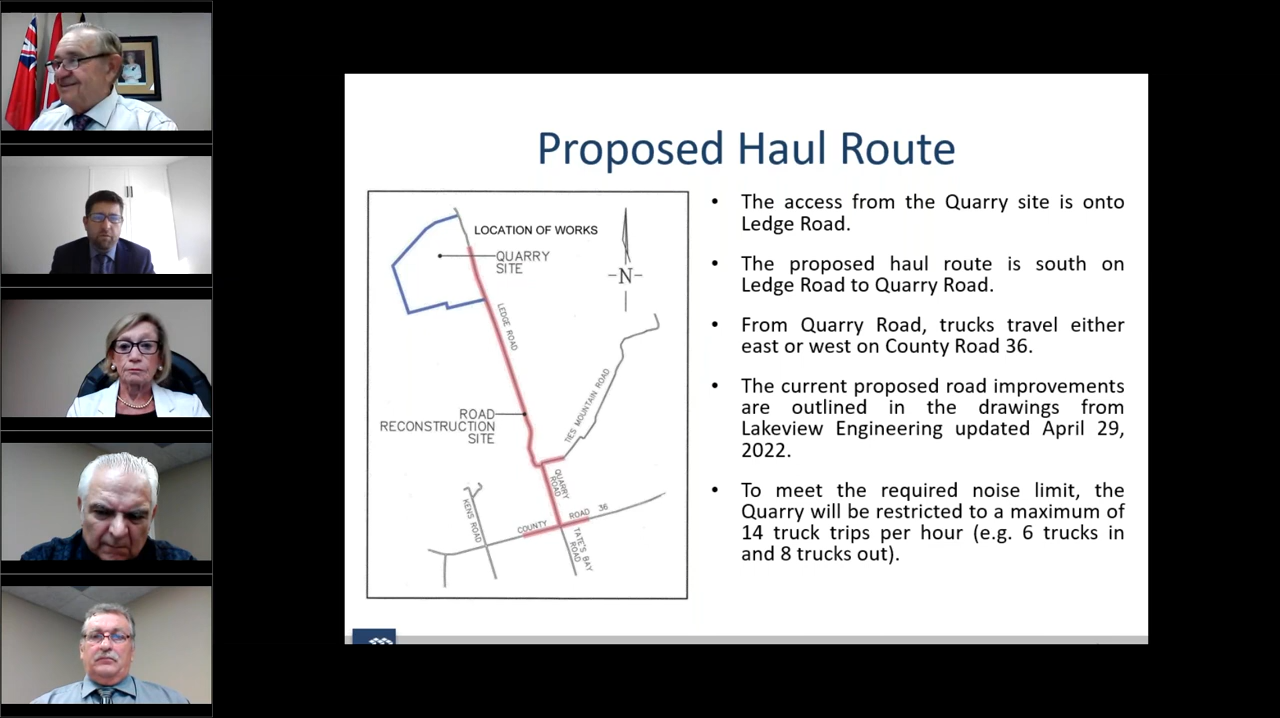 Proposed Haul Route
LOCATION OF WORKS
QUARRY
SITE
-N-
LEDGE ROAD
TIES MOUNTAIN ROAD
ROAD
RECONSTRUCTION
SITE
QUARRY
ROAD
KENS ROAD
COUNTY ROAD 36
TATE'S BAY
ROAD
• The access from the Quarry site is onto
Ledge Road.
• The proposed haul route is south on
Ledge Road to Quarry Road.
• From Quarry Road, trucks travel either
east or west on County Road 36.
• The current proposed road improvements
are outlined in the drawings from
Lakeview Engineering updated April 29,
2022.
• To meet the required noise limit, the
Quarry will be restricted to a maximum of
14 truck trips per hour (e.g. 6 trucks in
and 8 trucks out).